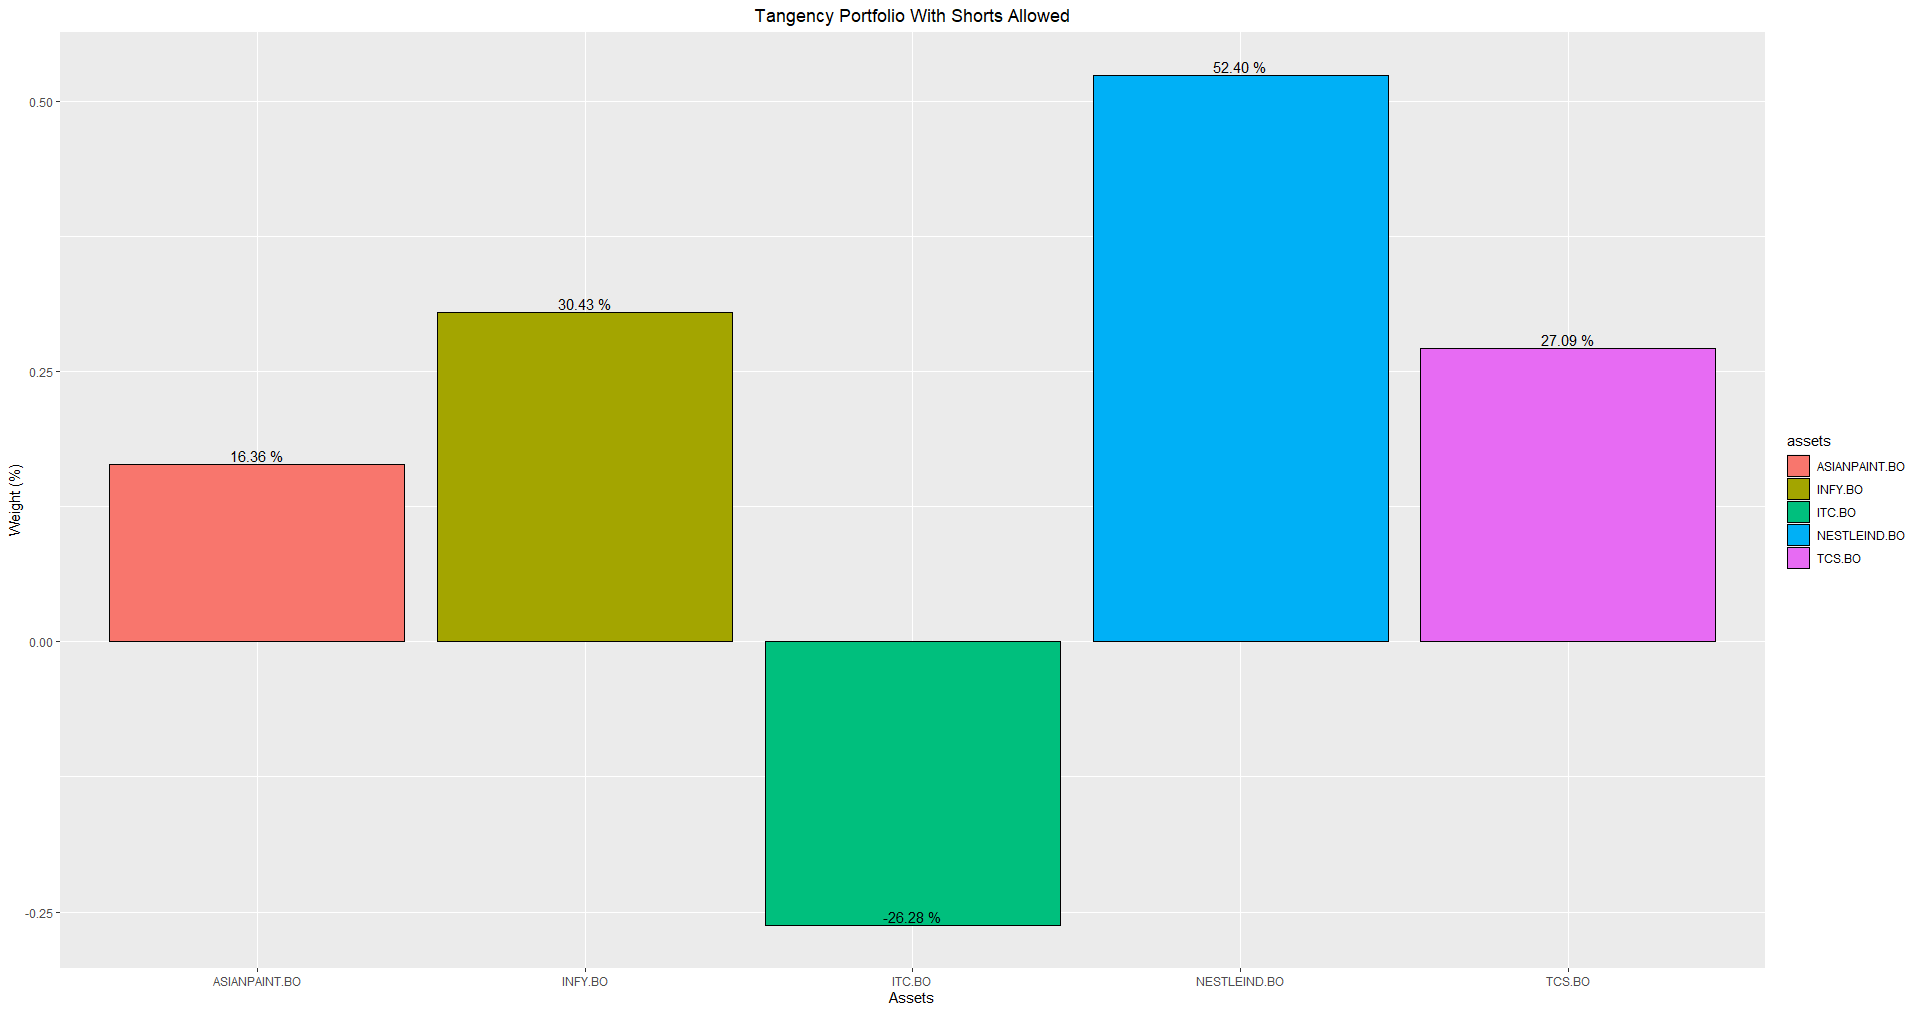 Tangency Portfolio With Shorts Allowed
52.40 %
0.50
30.43 %
27.09 %
0.25
16.36 %
Weight (%)
0.00
-0.25
-26.28 %
ASIANPAINT.BO
INFY.BO
ITC.BO
NESTLEIND.BO
TCS.BO
Assets
assets
ASIANPAINT.BO
INFY.BO
ITC.BO
NESTLEIND.BO
TCS.BO